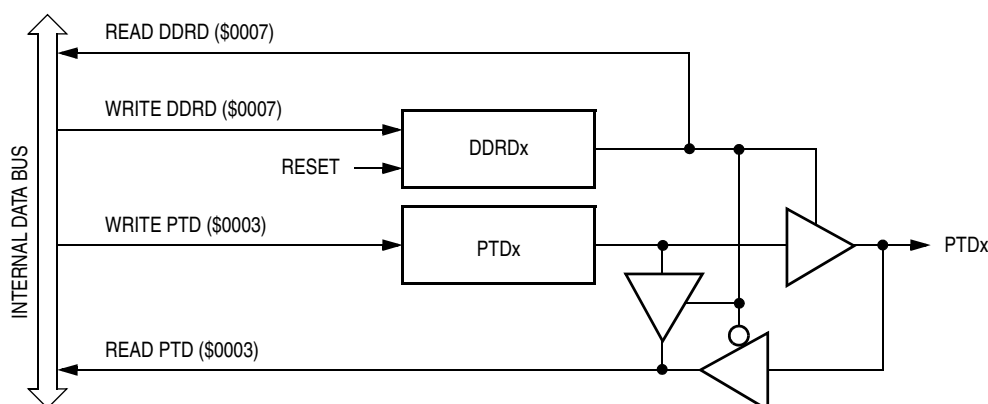 READ DDRD ($0007)
WRITE DDRD ($0007)
DDRDx
RESET
WRITE PTD ($0003)
PTDx
PTDx
READ PTD ($0003)
INTERNAL DATA BUS